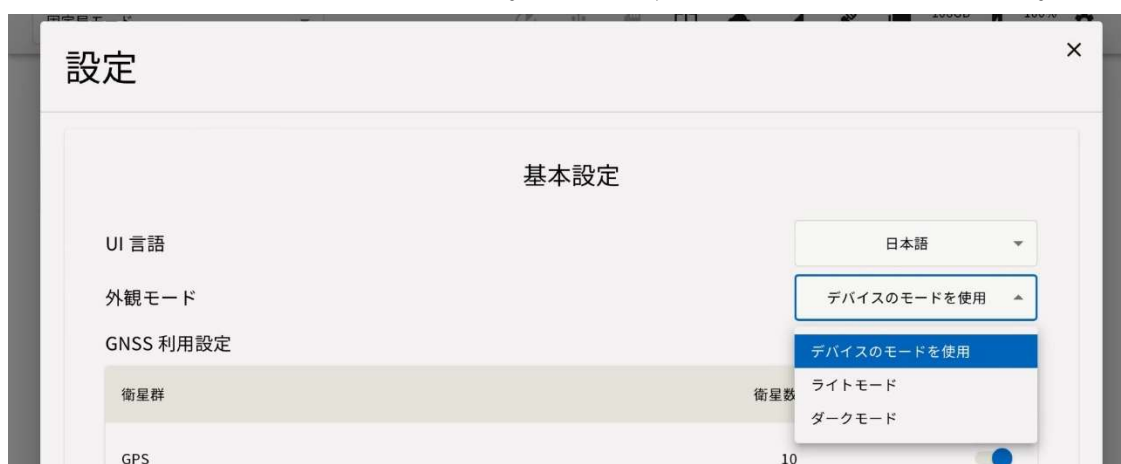 設定
×
基本設定
UI 言語
日本語
外観モード
デバイスのモードを使用
GNSS 利用設定
デバイスのモードを使用
衛星群
衛星数
ライトモード
ダークモード
GPS
10